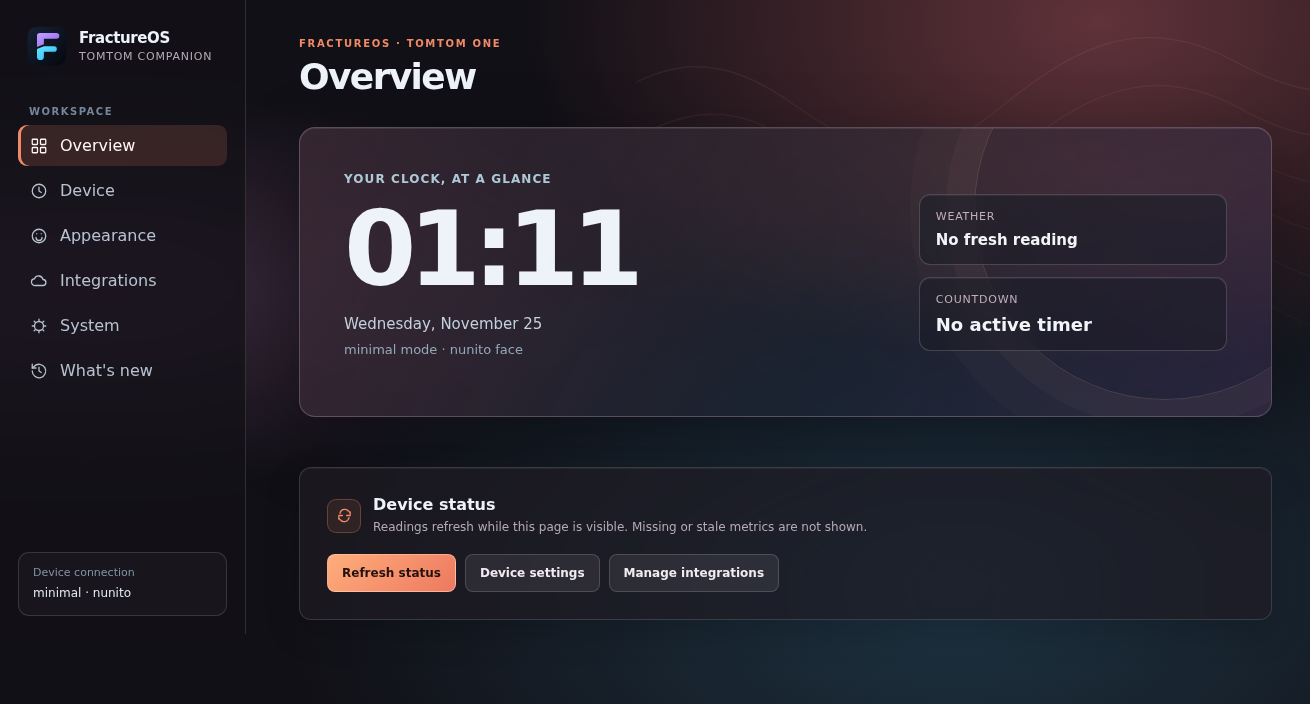 FractureOS
TOMTOM COMPANION
WORKSPACE
Overview
Device
Appearance
Integrations
System
What's new
Device connection
minimal · nunito
FRACTUREOS · TOMTOM ONE
Overview
YOUR CLOCK, AT A GLANCE
01:11
Wednesday, November 25
minimal mode · nunito face
WEATHER
No fresh reading
COUNTDOWN
No active timer
Device status
Readings refresh while this page is visible. Missing or stale metrics are not shown.
Refresh status
Device settings
Manage integrations